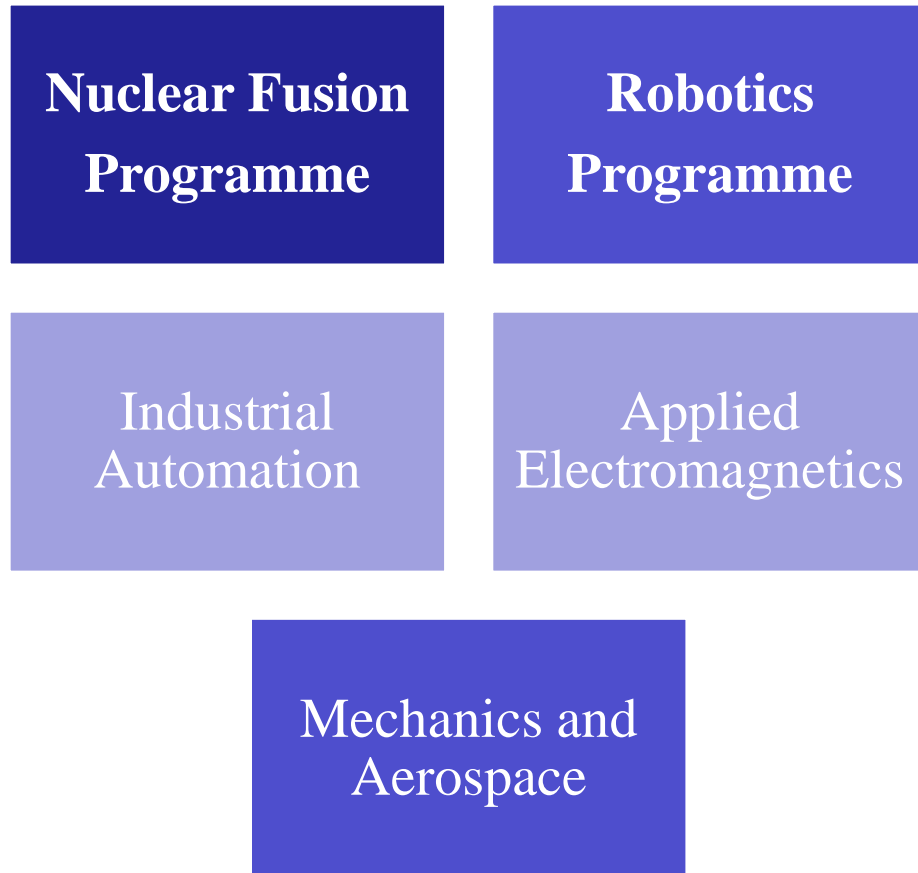 Nuclear Fusion
Programme
Robotics
Programme
Industrial
Automation
Applied
Electromagnetics
Mechanics and
Aerospace